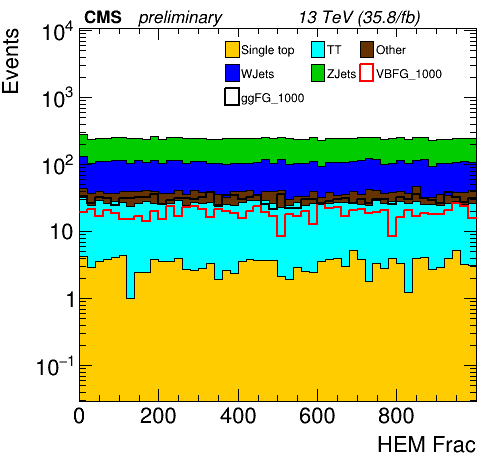 CMS preliminary 13 TeV (35.8/fb)
Events
Single top TT Other
WJets ZJets VBFG_1000
ggFG_1000
10^4
10^3
10^2
10
1
10^−1
0 200 400 600 800
HEM Frac